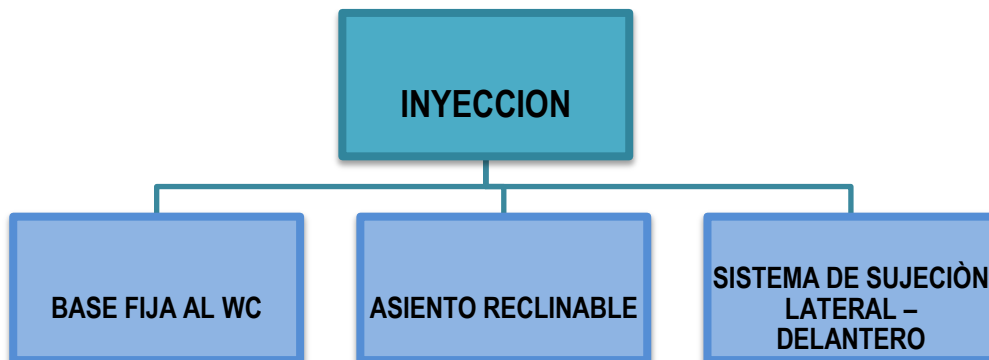 INYECCION
BASE FIJA AL WC
ASIENTO RECLINABLE
SISTEMA DE SUJECIÒN
LATERAL –
DELANTERO